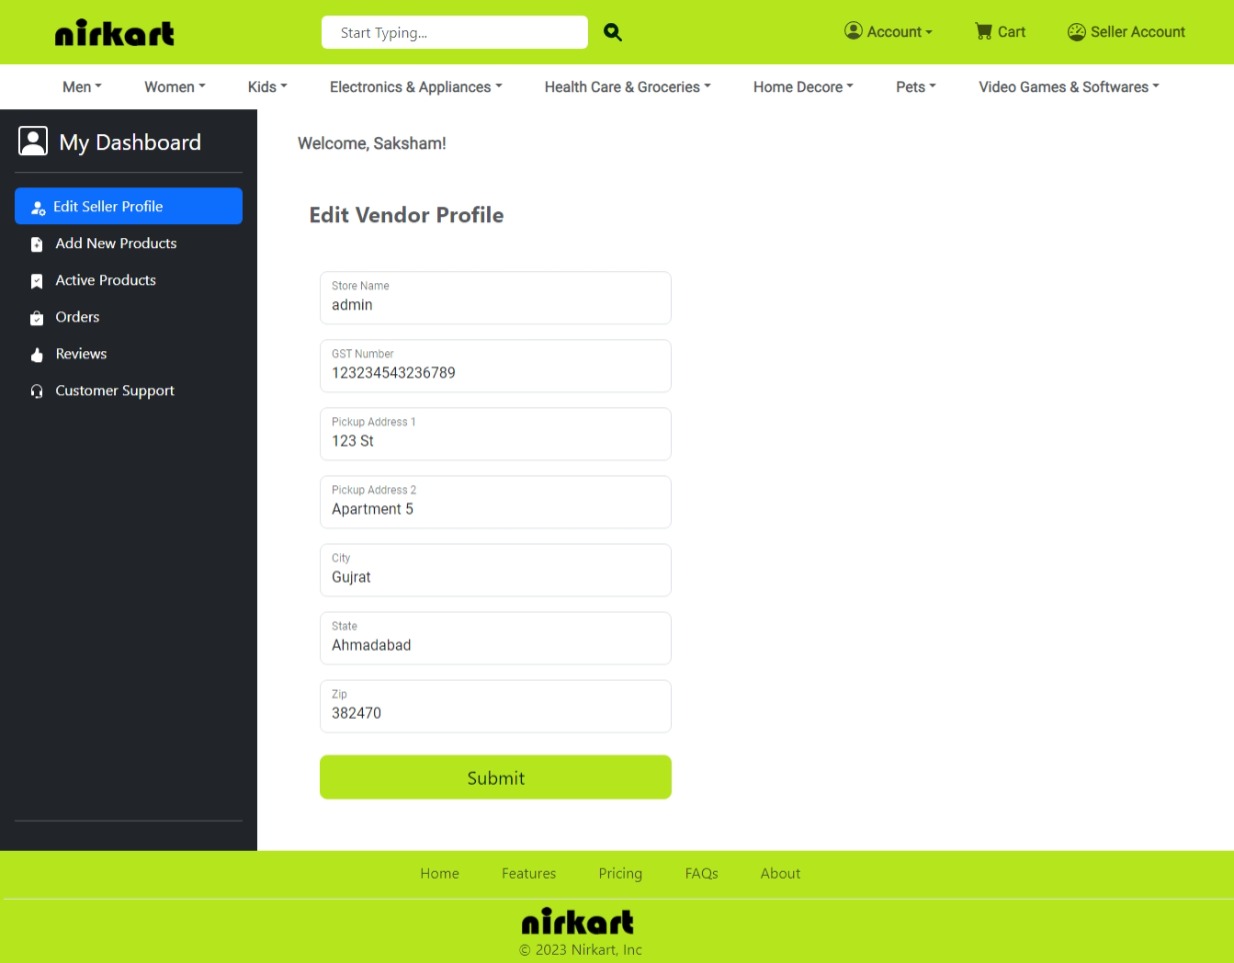 nirkart
Start Typing...
Account
Cart
Seller Account
Men
Women
Kids
Electronics & Appliances
Health Care & Groceries
Home Decore
Pets
Video Games & Softwares
My Dashboard
Edit Seller Profile
Add New Products
Active Products
Orders
Reviews
Customer Support
Welcome, Saksham!
Edit Vendor Profile
Store Name
admin
GST Number
123234543236789
Pickup Address 1
123 St
Pickup Address 2
Apartment 5
City
Gujrat
State
Ahmadabad
Zip
382470
Submit
Home
Features
Pricing
FAQs
About
nirkart
© 2023 Nirkart, Inc